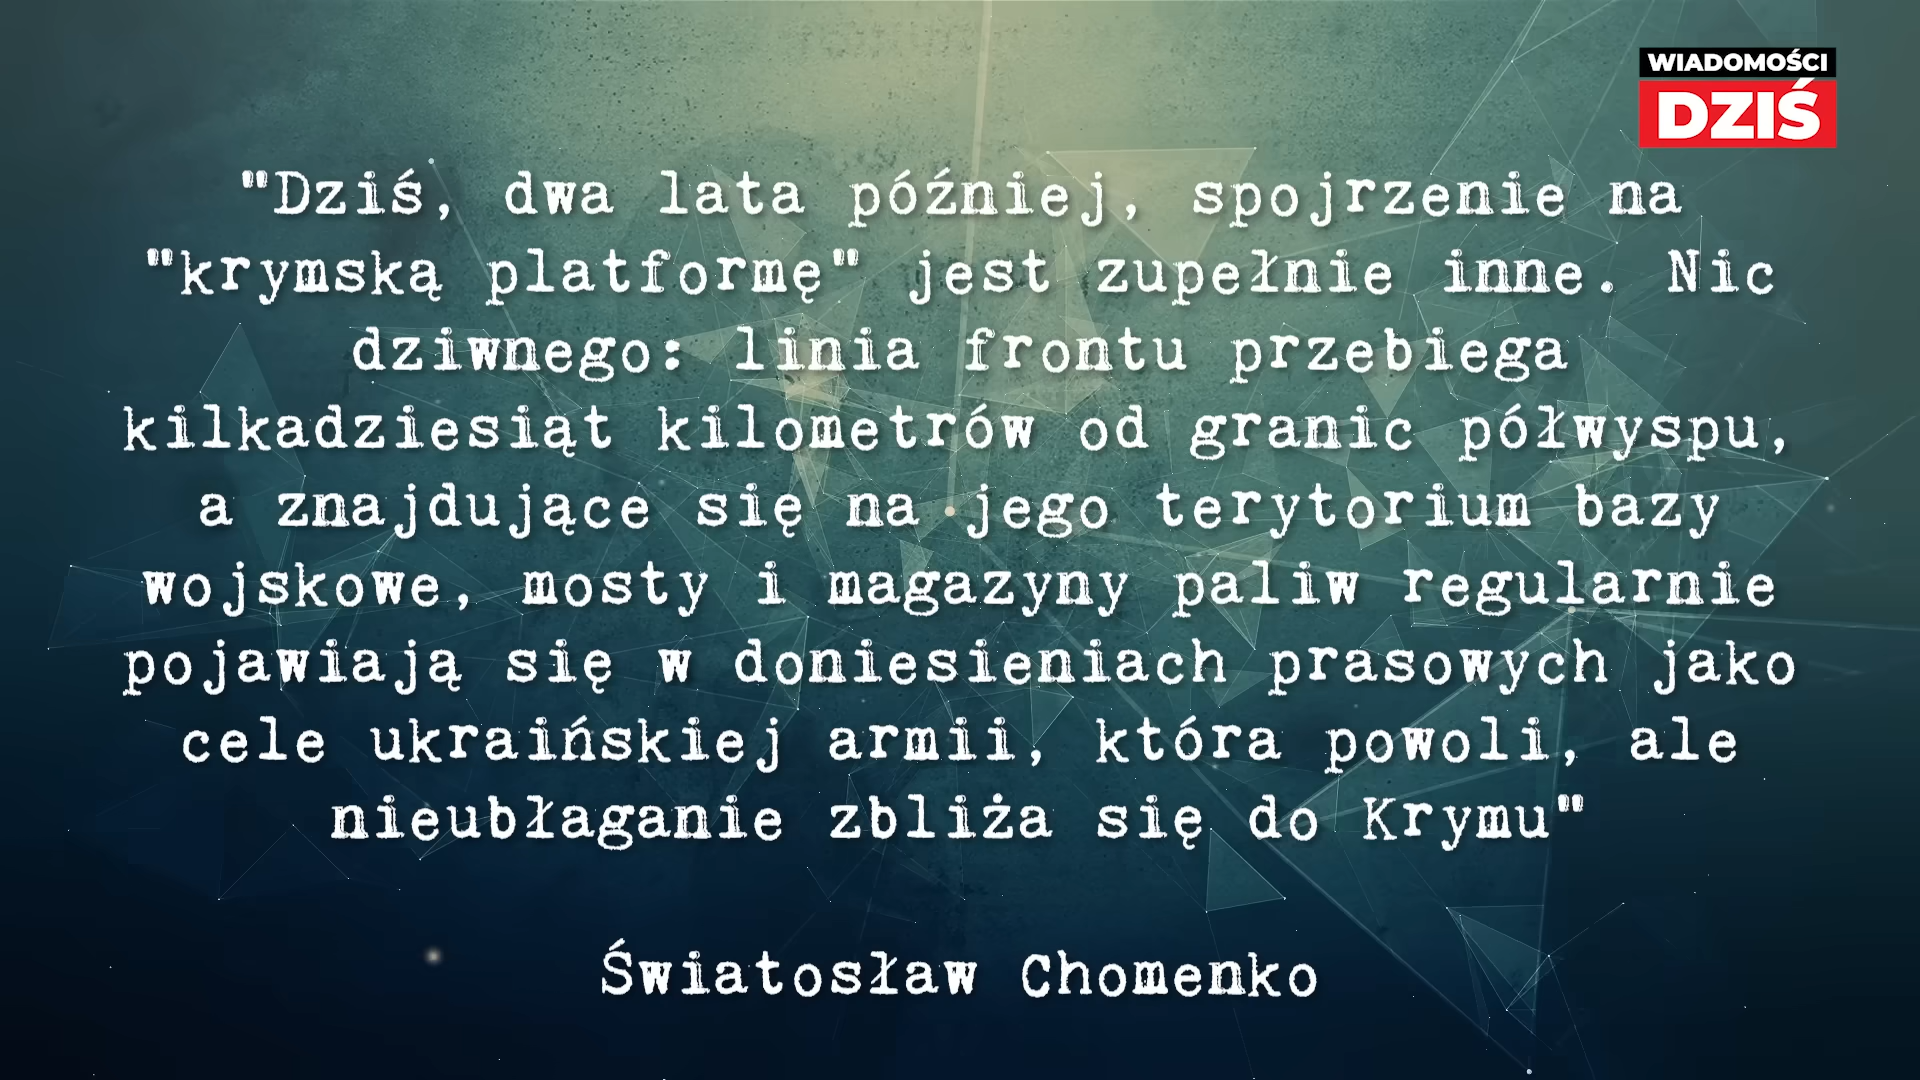 WIADOMOŚCI
DZIŚ
"Dziś, dwa lata później, spojrzenie na
"krymską platformę" jest zupełnie inne. Nic
dziwnego: linia frontu przebiega
kilkadziesiąt kilometrów od granic półwyspu,
a znajdujące się na jego terytorium bazy
wojskowe, mosty i magazyny paliw regularnie
pojawiają się w doniesieniach prasowych jako
cele ukraińskiej armii, która powoli, ale
nieubłaganie zbliża się do Krymu"
Światosław Chomenko